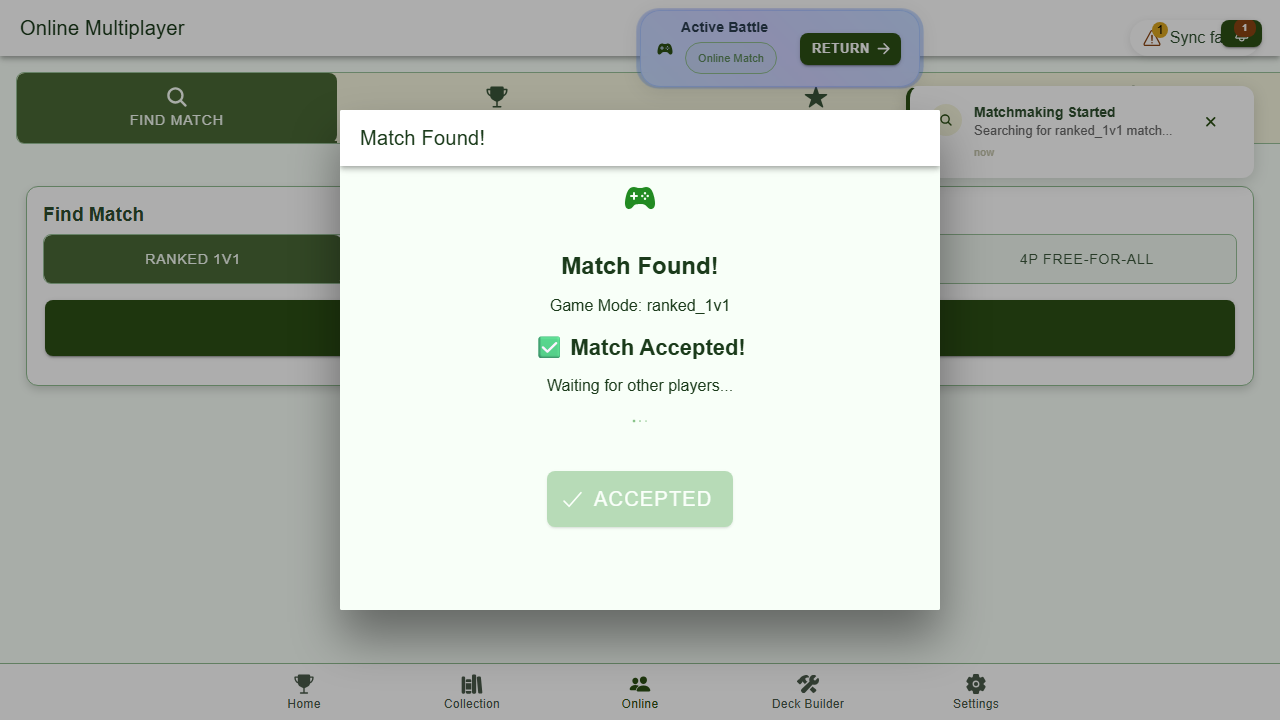 Online Multiplayer
Active Battle
Online Match
RETURN
1
Sync fa
1
FIND MATCH
Matchmaking Started
Searching for ranked_1v1 match...
now
Match Found!
Find Match
RANKED 1V1
4P FREE-FOR-ALL
Match Found!
Game Mode: ranked_1v1
Match Accepted!
Waiting for other players...
ACCEPTED
Home
Collection
Online
Deck Builder
Settings